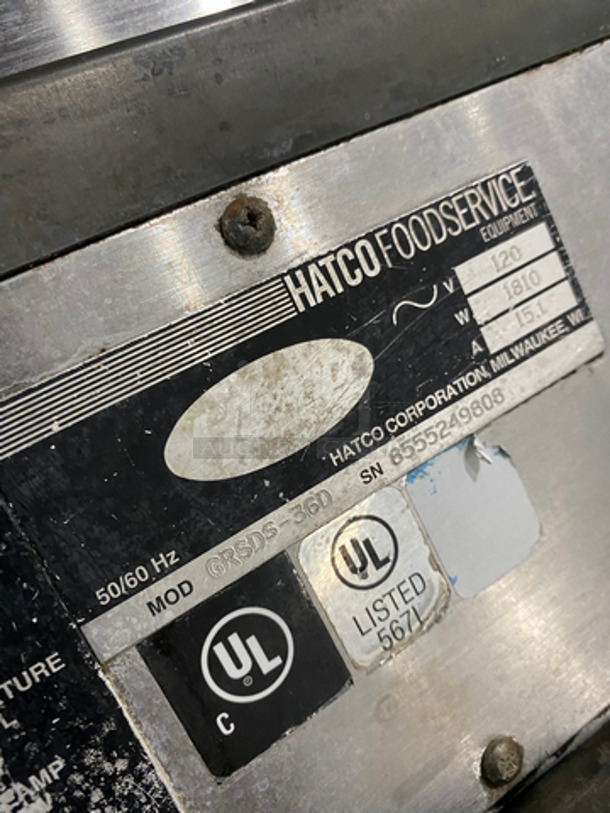 HATCO FOODSERVICE
EQUIPMENT
V 120
W 1810
A 15.1
HATCO CORPORATION, MILWAUKEE, WI
50/60 Hz
MOD GRSDS-36D SN 8555249808
UL
C
UL
LISTED
567L
TURE
L
AMP